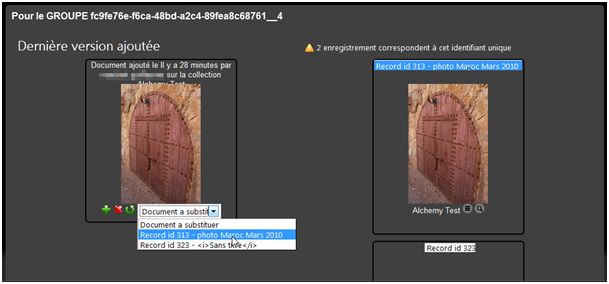 Pour le GROUPE fc9fe76e-f6ca-48bd-a2c4-89fea8c68761__4
Dernière version ajoutée
Document ajouté le Il y a 28 minutes par
sur la collection
Alchemy Test
Document a substit
Document a substituer
Record id 313 - photo Maroc Mars 2010
Record id 323 - <i>Sans titre</i>
2 enregistrement correspondent à cet identifiant unique
Record id 313 - photo Maroc Mars 2010
Alchemy Test
Record id 323